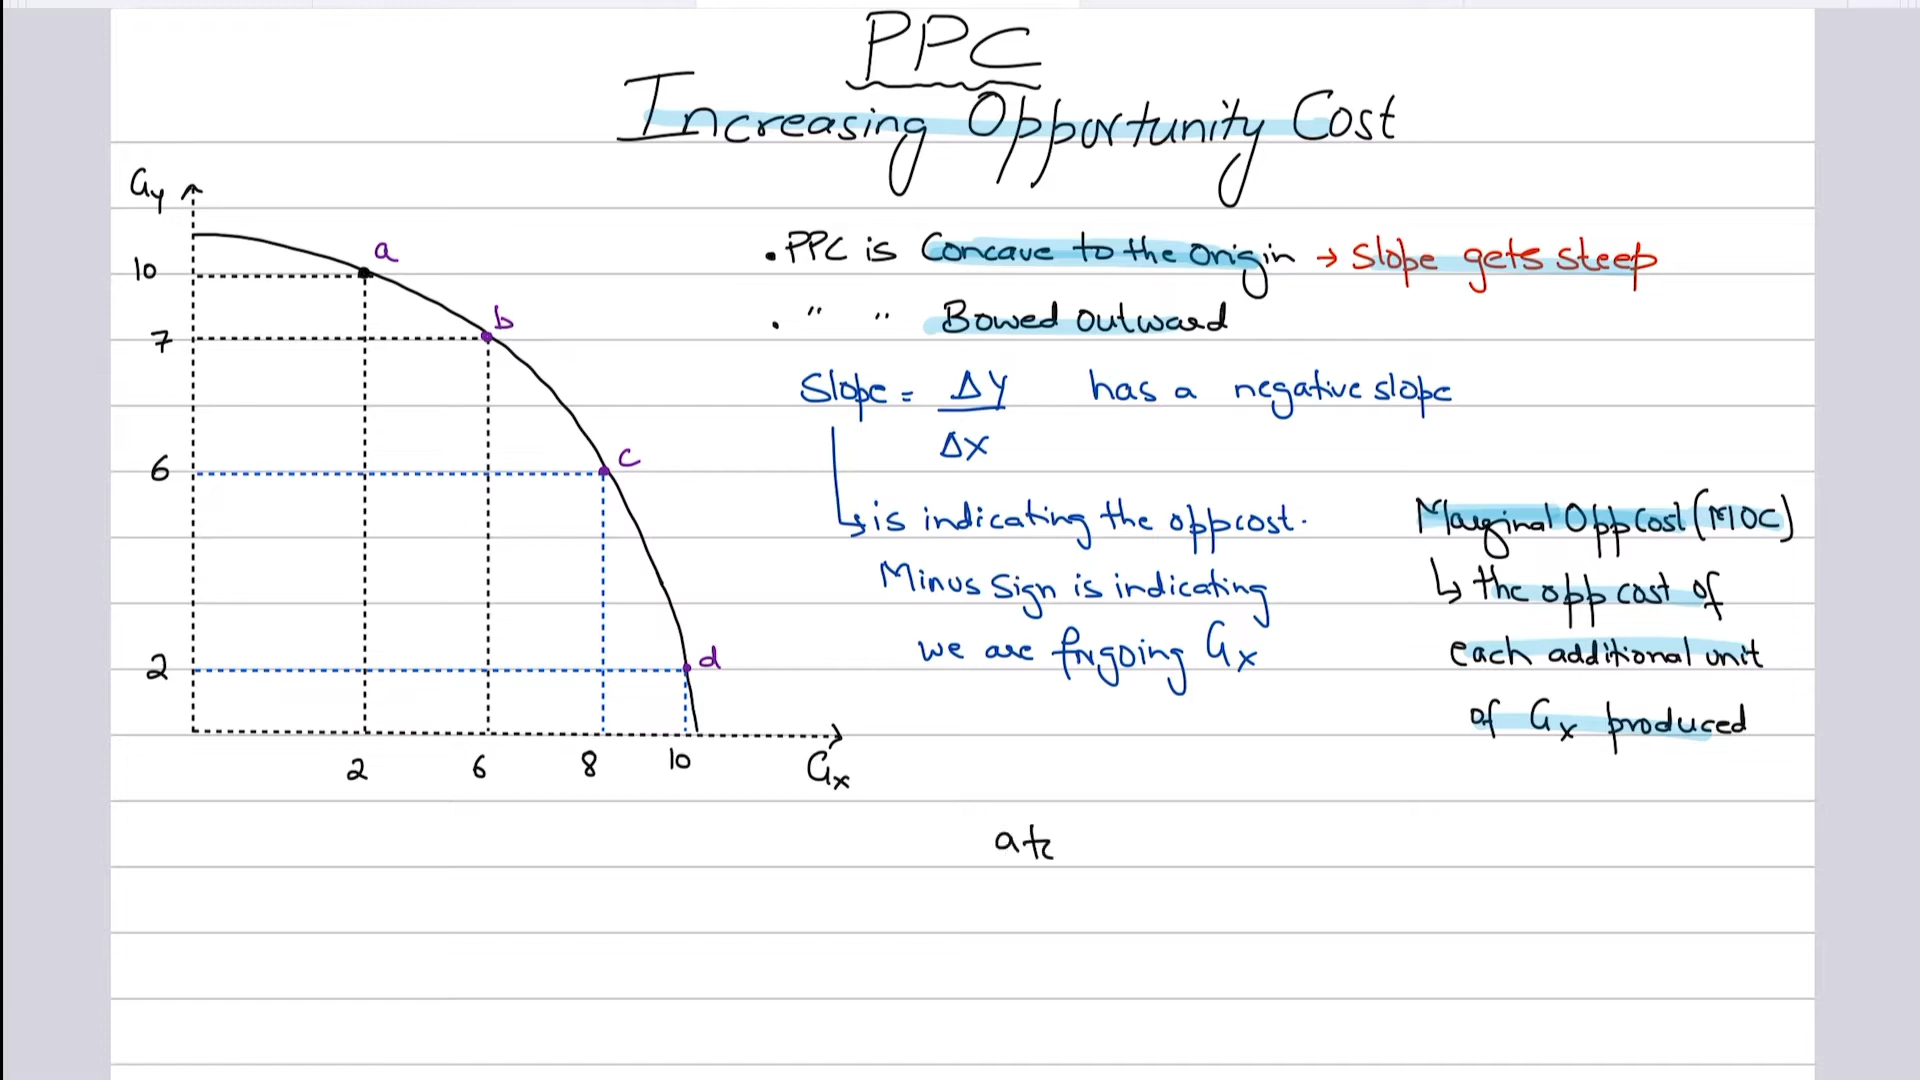 PPC
Increasing Opportunity Cost
Gy
10
7
6
2
a
b
c
d
2 6 8 10 Gx
• PPC is Concave to the Origin → Slope gets steep
• " " Bowed Outward
Slope = ΔY / ΔX has a negative slope
↳ is indicating the opp cost.
Minus Sign is indicating
we are forgoing Gx
Marginal Opp Cost (MOC)
↳ the opp cost of
each additional unit
of Gx produced